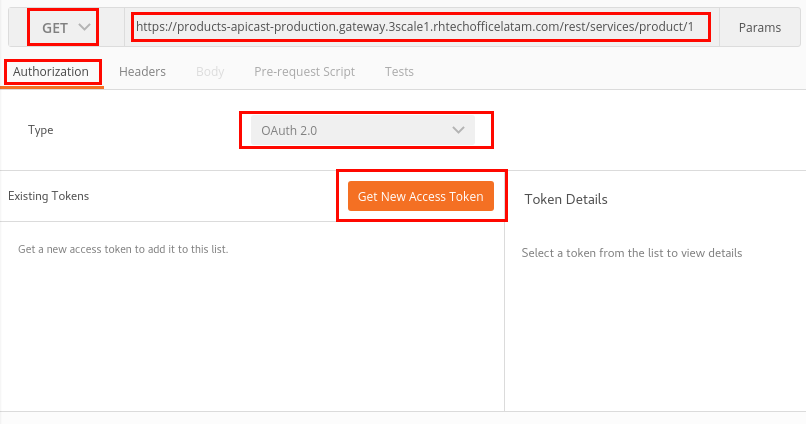 GET https://products-apicast-production.gateway.3scale1.rhtechofficelatam.com/rest/services/product/1 Params
Authorization Headers Body Pre-request Script Tests
Type OAuth 2.0
Existing Tokens Get New Access Token Token Details
Get a new access token to add it to this list. Select a token from the list to view details